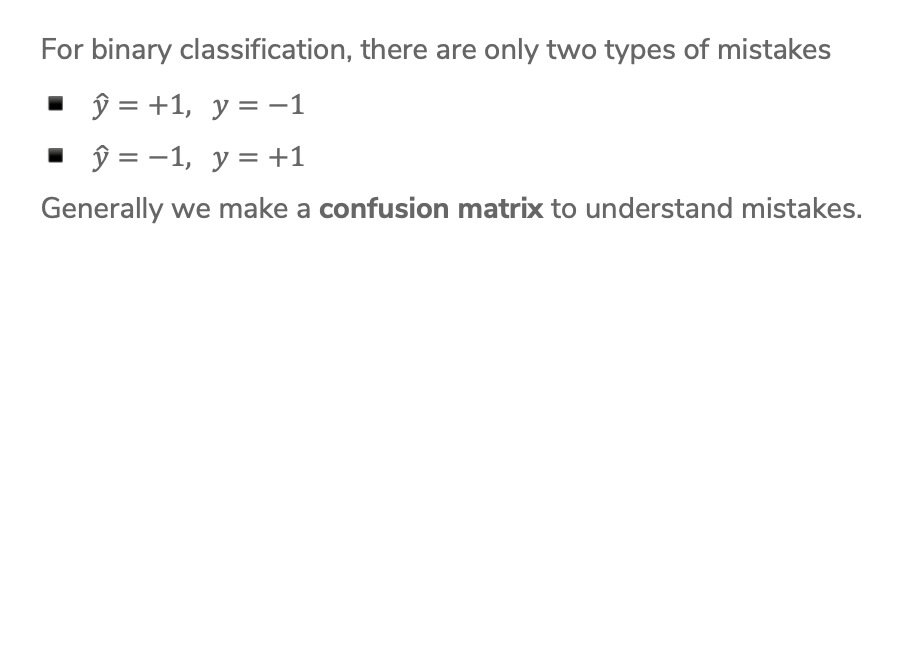 For binary classification, there are only two types of mistakes
▪ ŷ = +1, y = −1
▪ ŷ = −1, y = +1
Generally we make a confusion matrix to understand mistakes.